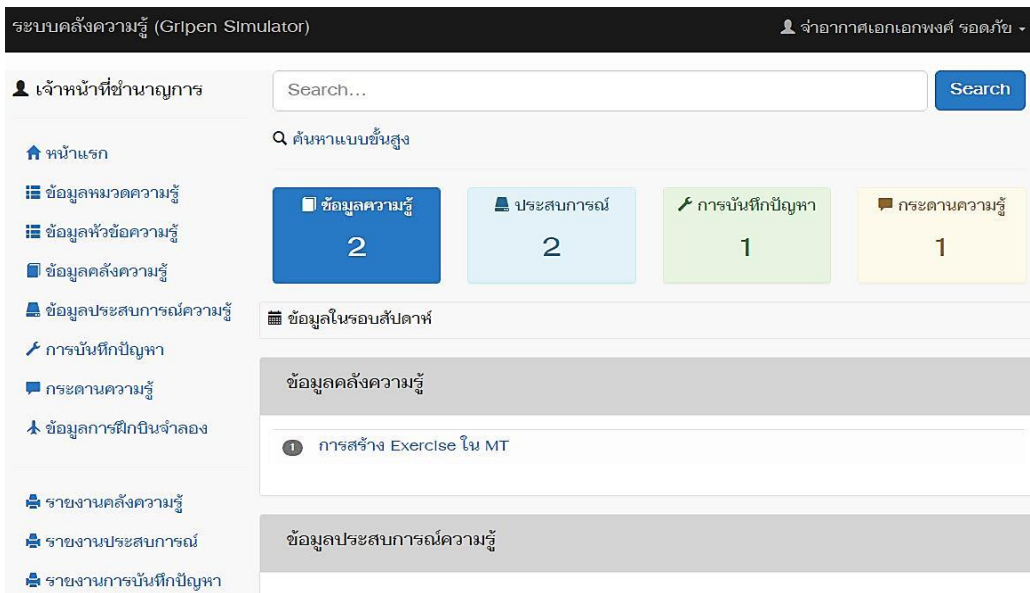 ระบบคลังความรู้ (Gripen Simulator)
จ่าอากาศเอกเอกพงศ์ รอดภัย
เจ้าหน้าที่ชำนาญการ
Search...
Search
ค้นหาแบบขั้นสูง
หน้าแรก
ข้อมูลหมวดความรู้
ข้อมูลหัวข้อความรู้
ข้อมูลคลังความรู้
ข้อมูลประสบการณ์ความรู้
การบันทึกปัญหา
กระดานความรู้
ข้อมูลการฝึกบินจำลอง
รายงานคลังความรู้
รายงานประสบการณ์
รายงานการบันทึกปัญหา
ข้อมูลความรู้
2
ประสบการณ์
2
การบันทึกปัญหา
1
กระดานความรู้
1
ข้อมูลในรอบสัปดาห์
ข้อมูลคลังความรู้
1 การสร้าง Exercise ใน MT
ข้อมูลประสบการณ์ความรู้